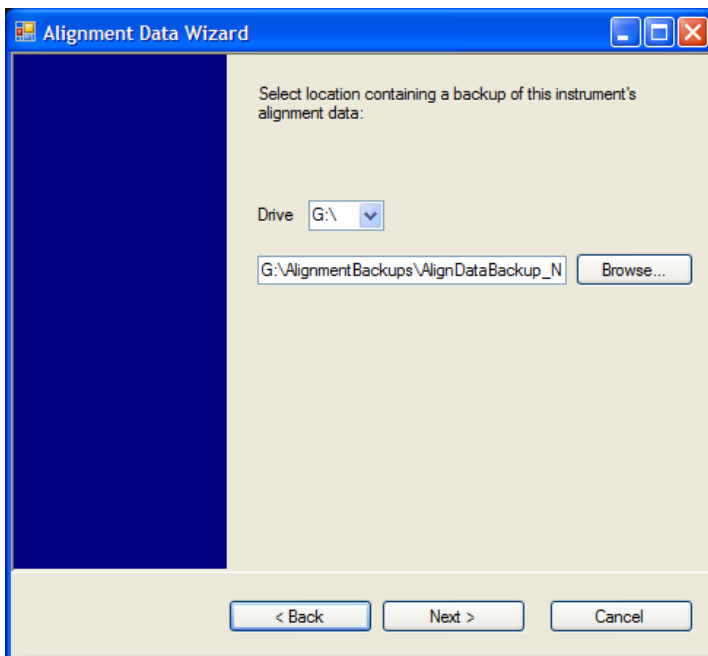 Alignment Data Wizard
Select location containing a backup of this instrument's
alignment data:
Drive G:\
G:\AlignmentBackups\AlignDataBackup_N Browse...
< Back Next > Cancel